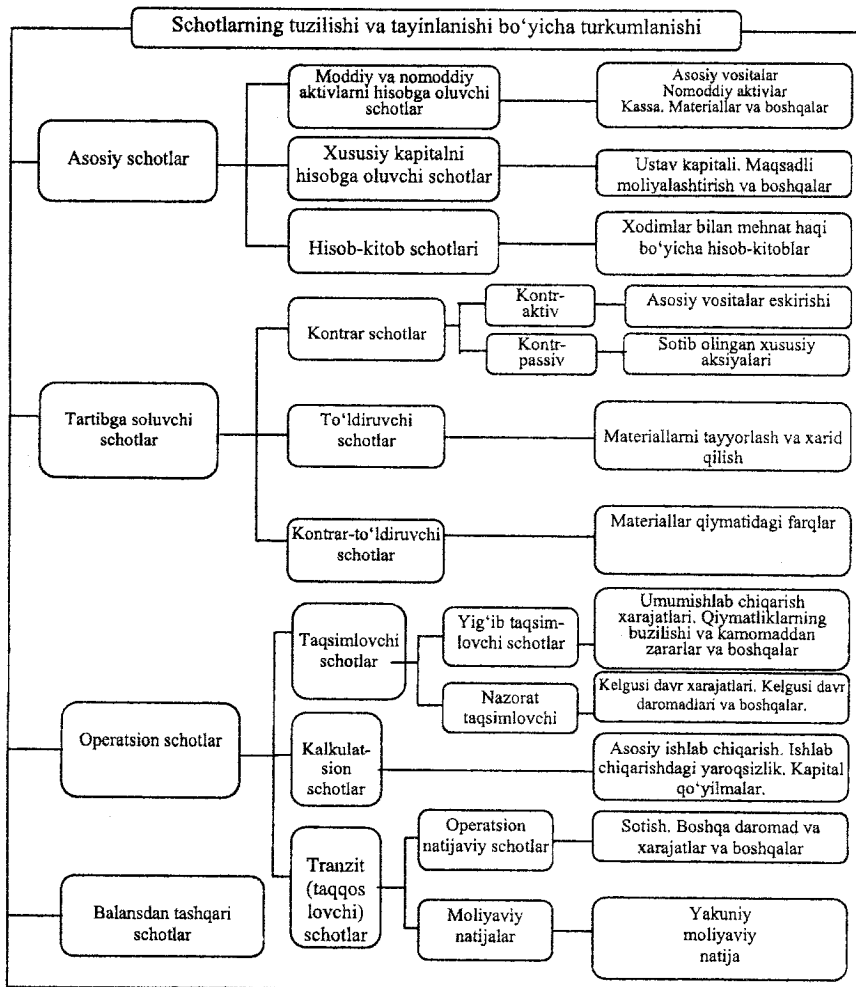 Schotlarning tuzilishi va tayinlanishi bo‘yicha turkumlanishi
Asosiy schotlar
Moddiy va nomoddiy
aktivlarni hisobga oluvchi
schotlar
Asosiy vositalar
Nomoddiy aktivlar
Kassa. Materiallar va boshqalar
Xususiy kapitalni
hisobga oluvchi schotlar
Ustav kapitali. Maqsadli
moliyalashtirish va boshqalar
Hisob-kitob schotlari
Xodimlar bilan mehnat haqi
bo‘yicha hisob-kitoblar
Tartibga soluvchi
schotlar
Kontrar schotlar
Kontr-
aktiv
Asosiy vositalar eskirishi
Kontr-
passiv
Sotib olingan xususiy
aksiyalari
To‘ldiruvchi
schotlar
Materiallarni tayyorlash va xarid
qilish
Kontrar-to‘ldiruvchi
schotlar
Materiallar qiymatidagi farqlar
Operatsion schotlar
Taqsimlovchi
schotlar
Yig‘ib taqsim-
lovchi schotlar
Umumishlab chiqarish
xarajatlari. Qiymatliklarning
buzilishi va kamomaddan
zararlar va boshqalar
Nazorat
taqsimlovchi
Kelgusi davr xarajatlari. Kelgusi davr
daromadlari va boshqalar.
Kalkulat-
sion
schotlar
Asosiy ishlab chiqarish. Ishlab
chiqarishdagi yaroqsizlik. Kapital
qo‘yilmalar.
Tranzit
(taqqos
lovchi)
schotlar
Operatsion
natijaviy schotlar
Sotish. Boshqa daromad va
xarajatlar va boshqalar
Moliyaviy
natijalar
Yakuniy
moliyaviy
natija
Balansdan tashqari
schotlar